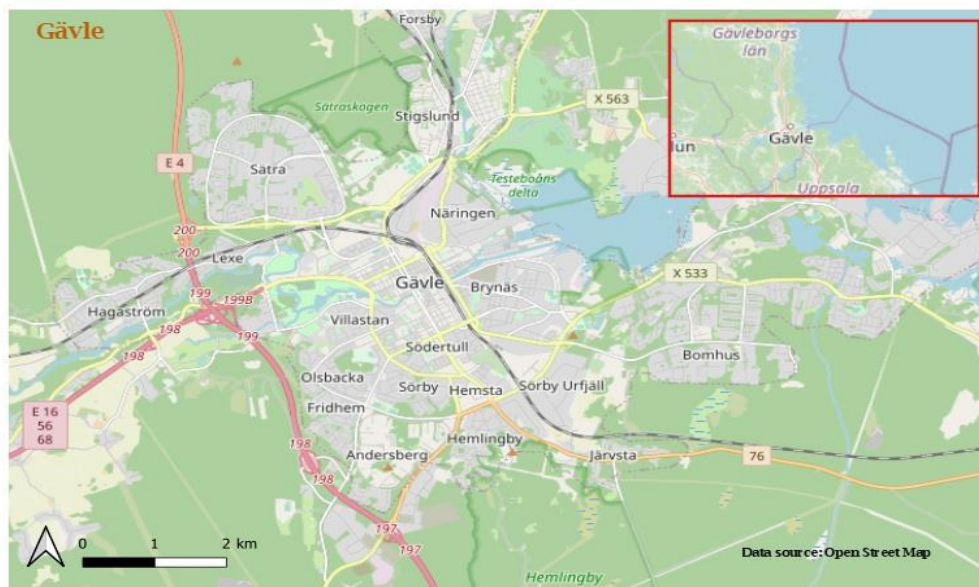 Gävle
Forsby
Gävleborgs
län
Sätraskogen
X 563
Stigslund
E 4
Sätra
Gävle
lun
Testeboåns
delta
Uppsala
Näringen
200
200
Lexe
X 533
199
199B
Gävle
Brynäs
Hagaström
198
Villastan
199
198
Södertull
Bomhus
Olsbacka
Sörby
Hemsta
Sörby Urfjäll
Fridhem
E 16
56
68
198
Hemlingby
198
Andersberg
Järvsta
76
197
197
0
1
2 km
Data source: Open Street Map
Hemlingby